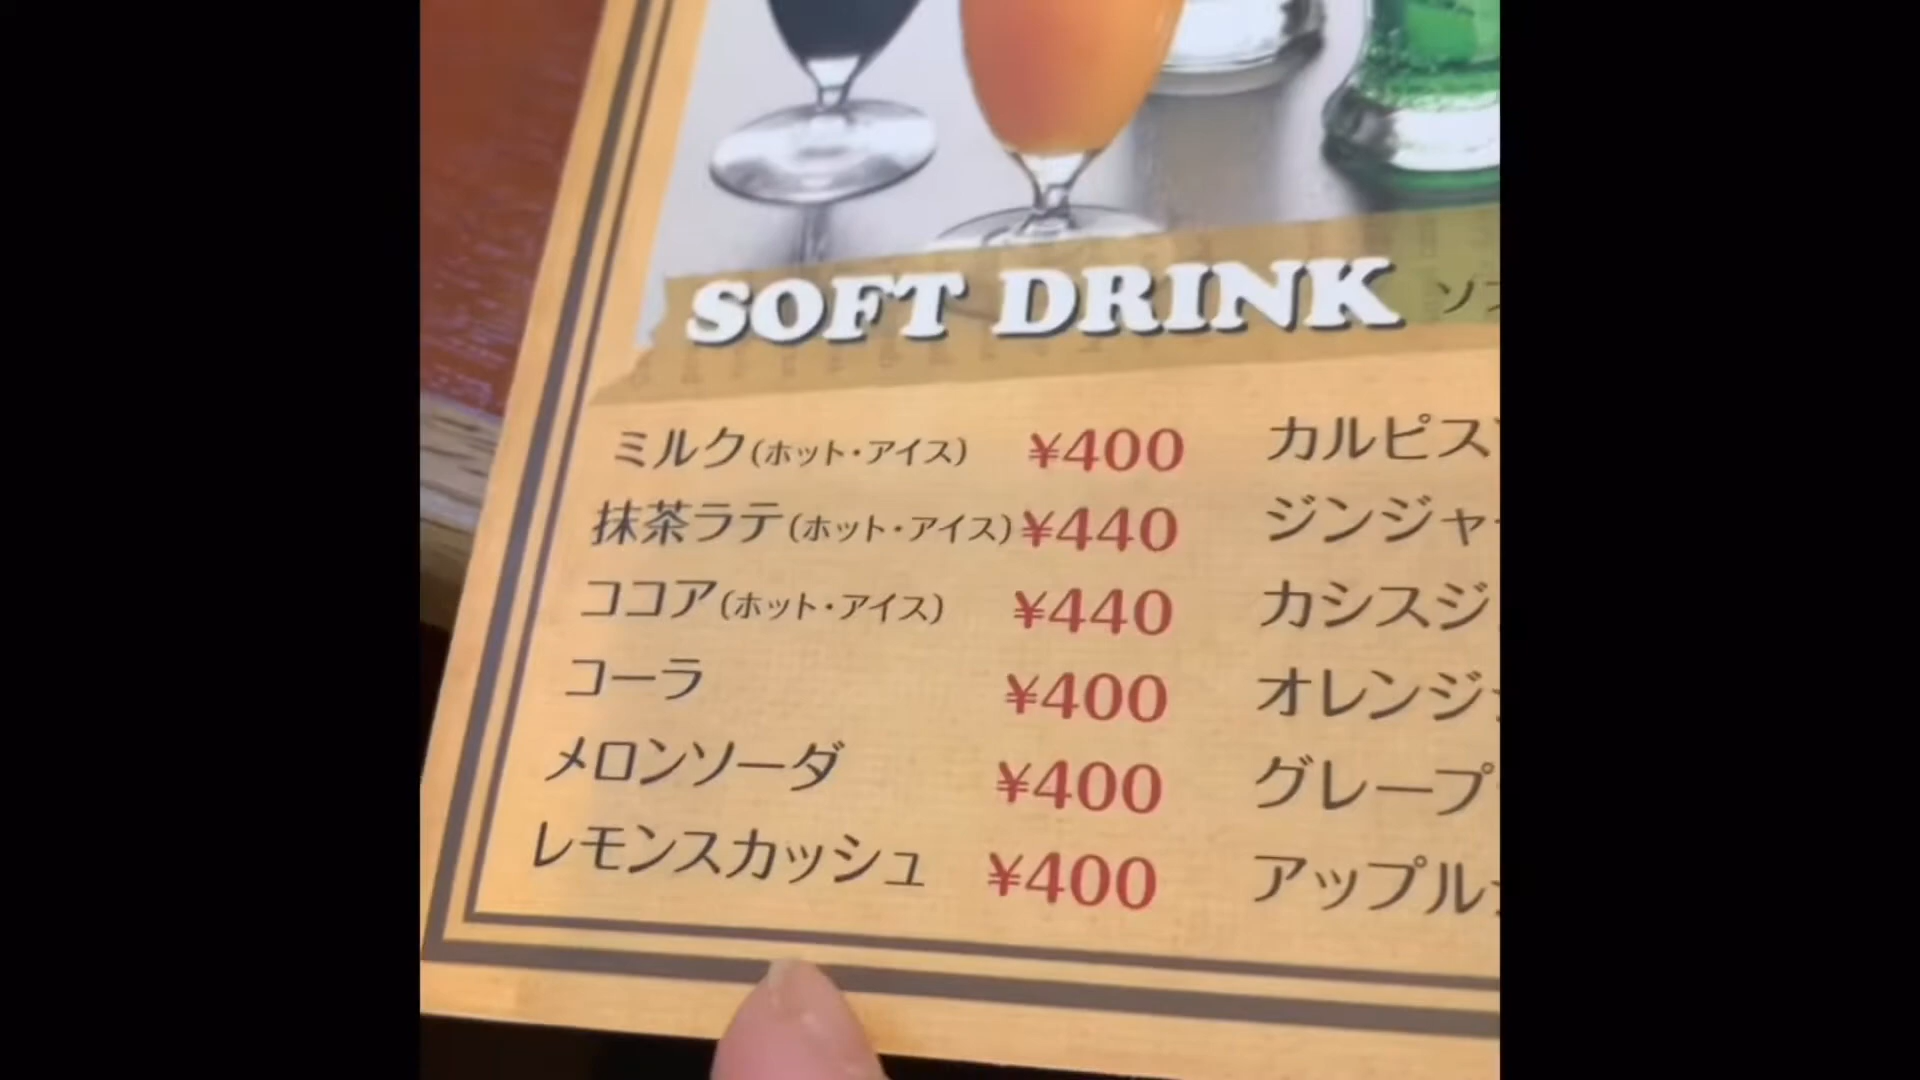 SOFT DRINK
ミルク(ホット・アイス) ¥400 カルピス
抹茶ラテ(ホット・アイス) ¥440 ジンジャ
ココア(ホット・アイス) ¥440 カシスジ
コーラ ¥400 オレンジ
メロンソーダ ¥400 グレープ
レモンスカッシュ ¥400 アップル